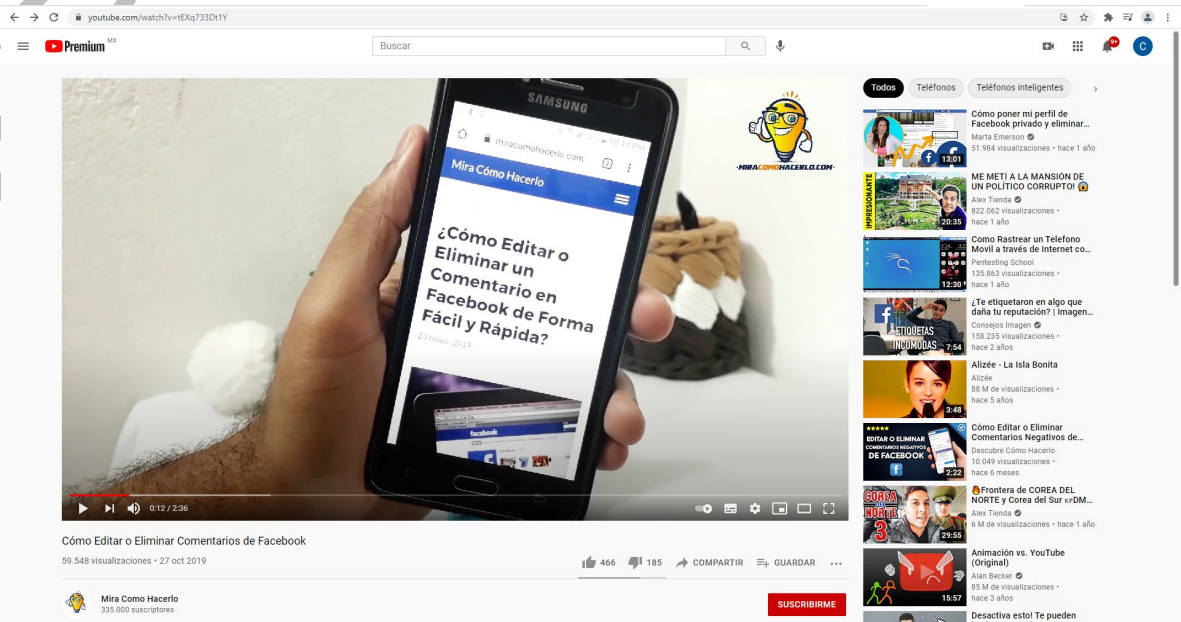 youtube.com/watch?v=tEXq733Dt1Y
Premium MX
Buscar
9+
C
SAMSUNG
10:16 PM
miracomohacerlo.com
2
Mira Cómo Hacerlo
¿Cómo Editar o
Eliminar un
Comentario en
Facebook de Forma
Fácil y Rápida?
23 mayo, 2019
facebook
·MIRACOMOHACERLO.COM·
0:12 / 2:36
Cómo Editar o Eliminar Comentarios de Facebook
59.548 visualizaciones • 27 oct 2019
466
185
COMPARTIR
GUARDAR
Mira Como Hacerlo
335.000 suscriptores
SUSCRIBIRME
Todos
Teléfonos
Teléfonos inteligentes
13:01
Cómo poner mi perfil de
Facebook privado y eliminar...
Marta Emerson
51.984 visualizaciones • hace 1 año
IMPRESIONANTE
20:35
ME METÍ A LA MANSIÓN DE
UN POLÍTICO CORRUPTO! 😱
Alex Tienda
822.062 visualizaciones •
hace 1 año
12:30
Como Rastrear un Telefono
Movil a través de Internet co...
Pentesting School
135.863 visualizaciones •
hace 1 año
ETIQUETAS
INCÓMODAS
7:54
¿Te etiquetaron en algo que
daña tu reputación? | Imagen...
Consejos Imagen
158.235 visualizaciones •
hace 2 años
3:48
Alizée - La Isla Bonita
Alizée
88 M de visualizaciones •
hace 5 años
EDITAR O ELIMINAR
COMENTARIOS NEGATIVOS
DE FACEBOOK
2:22
Cómo Editar o Eliminar
Comentarios Negativos de...
Descubre Cómo Hacerlo
10.049 visualizaciones •
hace 6 meses
COREA
NORTE
3
29:55
🔥Frontera de COREA DEL
NORTE y Corea del Sur KPDM...
Alex Tienda
6 M de visualizaciones • hace 1 año
15:57
Animación vs. YouTube
(Original)
Alan Becker
85 M de visualizaciones •
hace 3 años
Desactiva esto! Te pueden